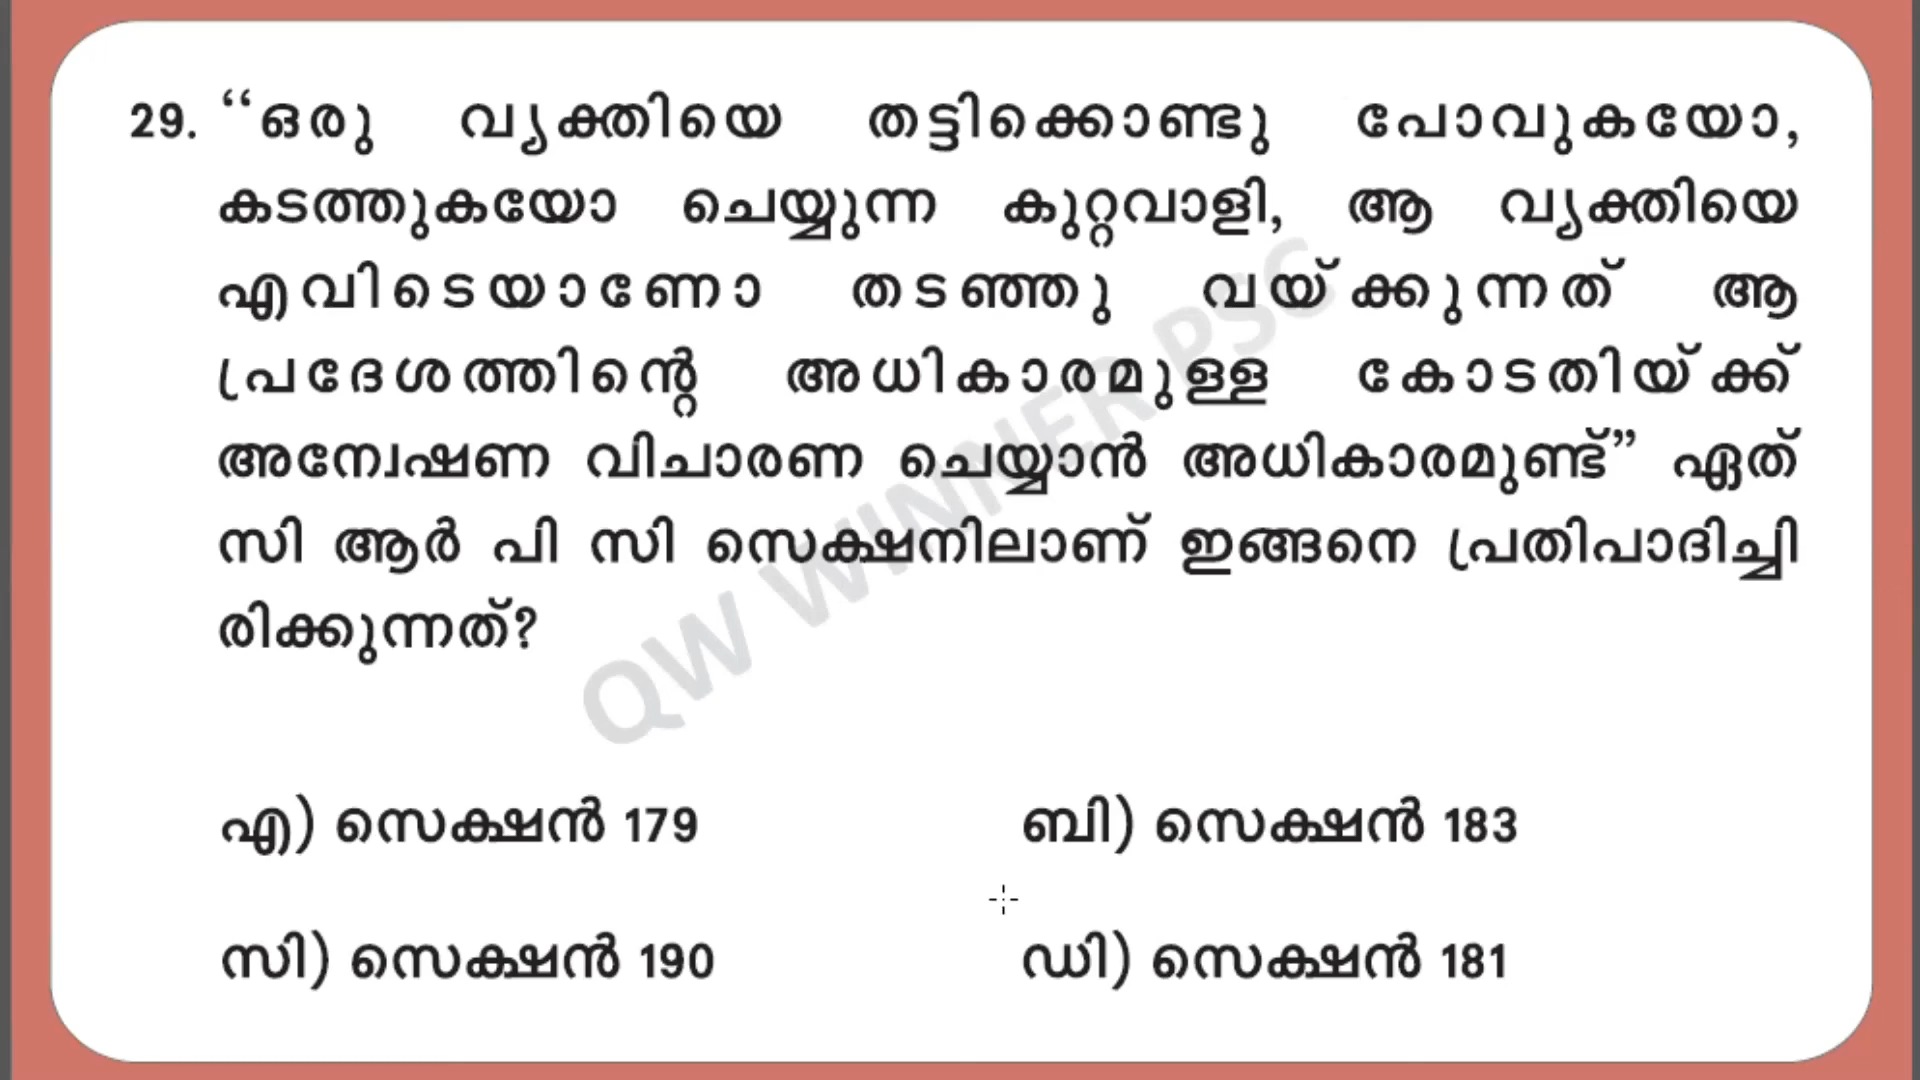 29. ‘‘ഒരു വ്യക്തിയെ തട്ടിക്കൊണ്ടു പോവുകയോ,
കടത്തുകയോ ചെയ്യുന്ന കുറ്റവാളി, ആ വ്യക്തിയെ
എവിടെയാണോ തടഞ്ഞു വയ്ക്കുന്നത് ആ
പ്രദേശത്തിന്റെ അധികാരമുള്ള കോടതിയ്ക്ക്
അന്വേഷണ വിചാരണ ചെയ്യാൻ അധികാരമുണ്ട്’’ ഏത്
സി ആർ പി സി സെക്ഷനിലാണ് ഇങ്ങനെ പ്രതിപാദിച്ചി
രിക്കുന്നത്?
QW WINNER PSC
എ) സെക്ഷൻ 179 ബി) സെക്ഷൻ 183
സി) സെക്ഷൻ 190 ഡി) സെക്ഷൻ 181